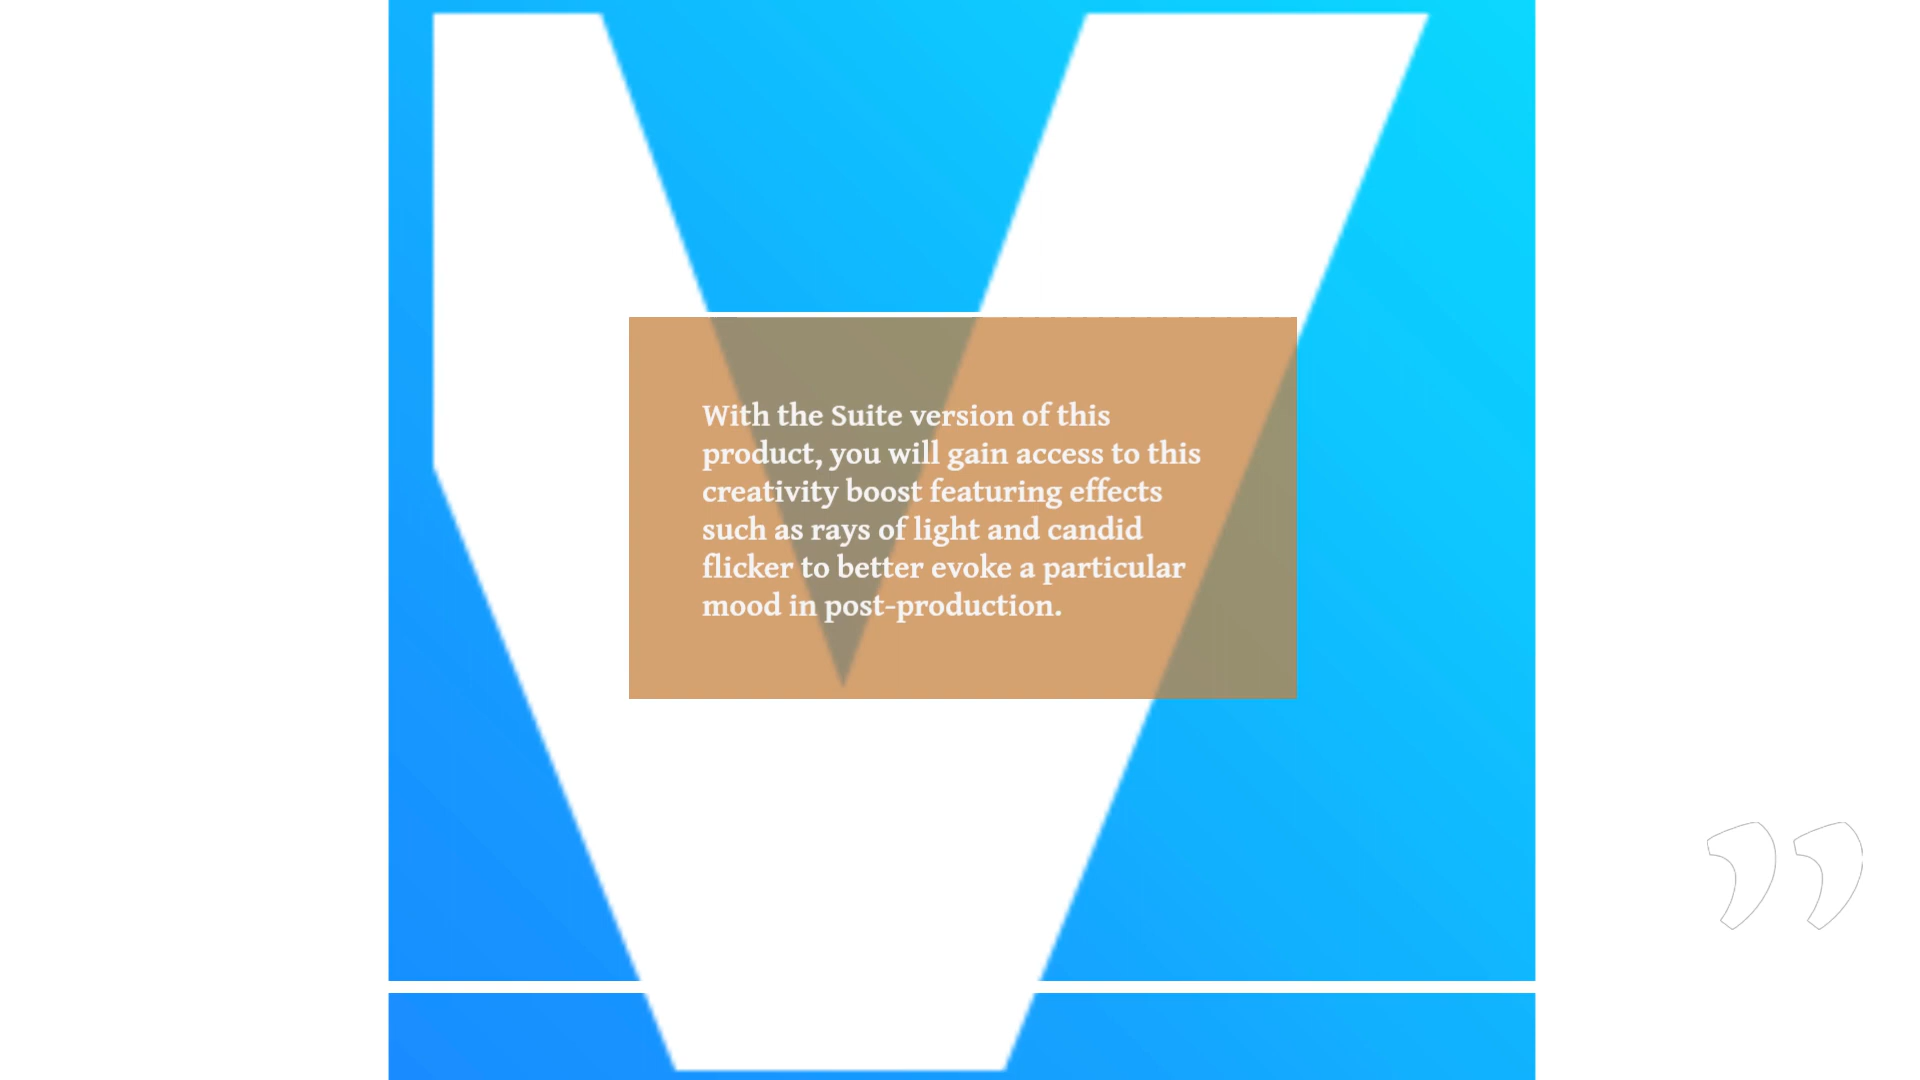 With the Suite version of this
product, you will gain access to this
creativity boost featuring effects
such as rays of light and candid
flicker to better evoke a particular
mood in post-production.
”